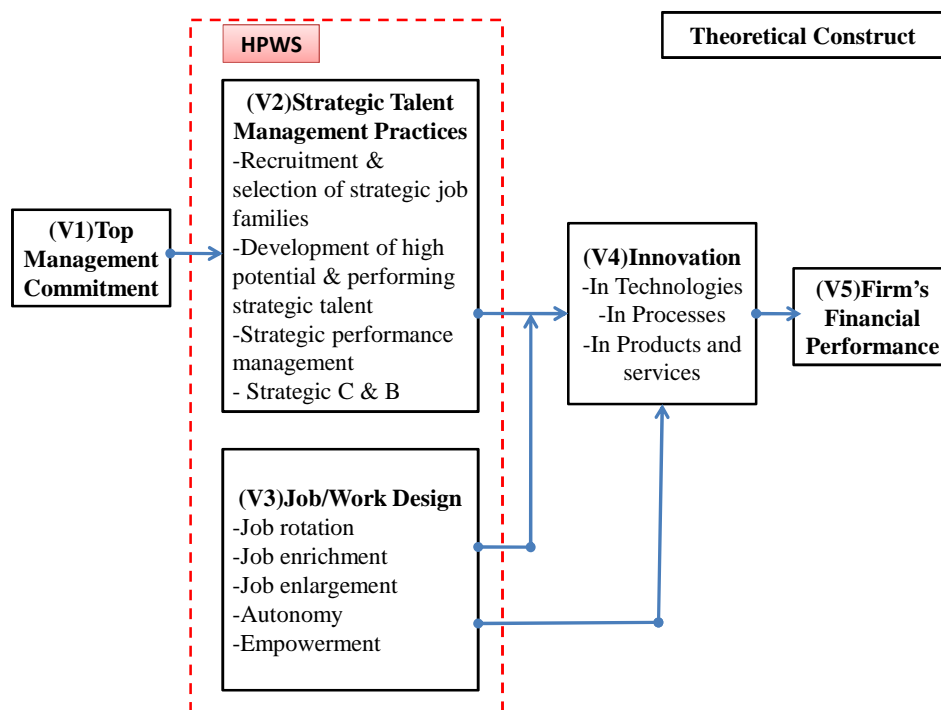 HPWS
Theoretical Construct
(V2)Strategic Talent
Management Practices
-Recruitment &
selection of strategic job
families
-Development of high
potential & performing
strategic talent
-Strategic performance
management
- Strategic C & B
(V1)Top
Management
Commitment
(V4)Innovation
-In Technologies
-In Processes
-In Products and
services
(V5)Firm’s
Financial
Performance
(V3)Job/Work Design
-Job rotation
-Job enrichment
-Job enlargement
-Autonomy
-Empowerment